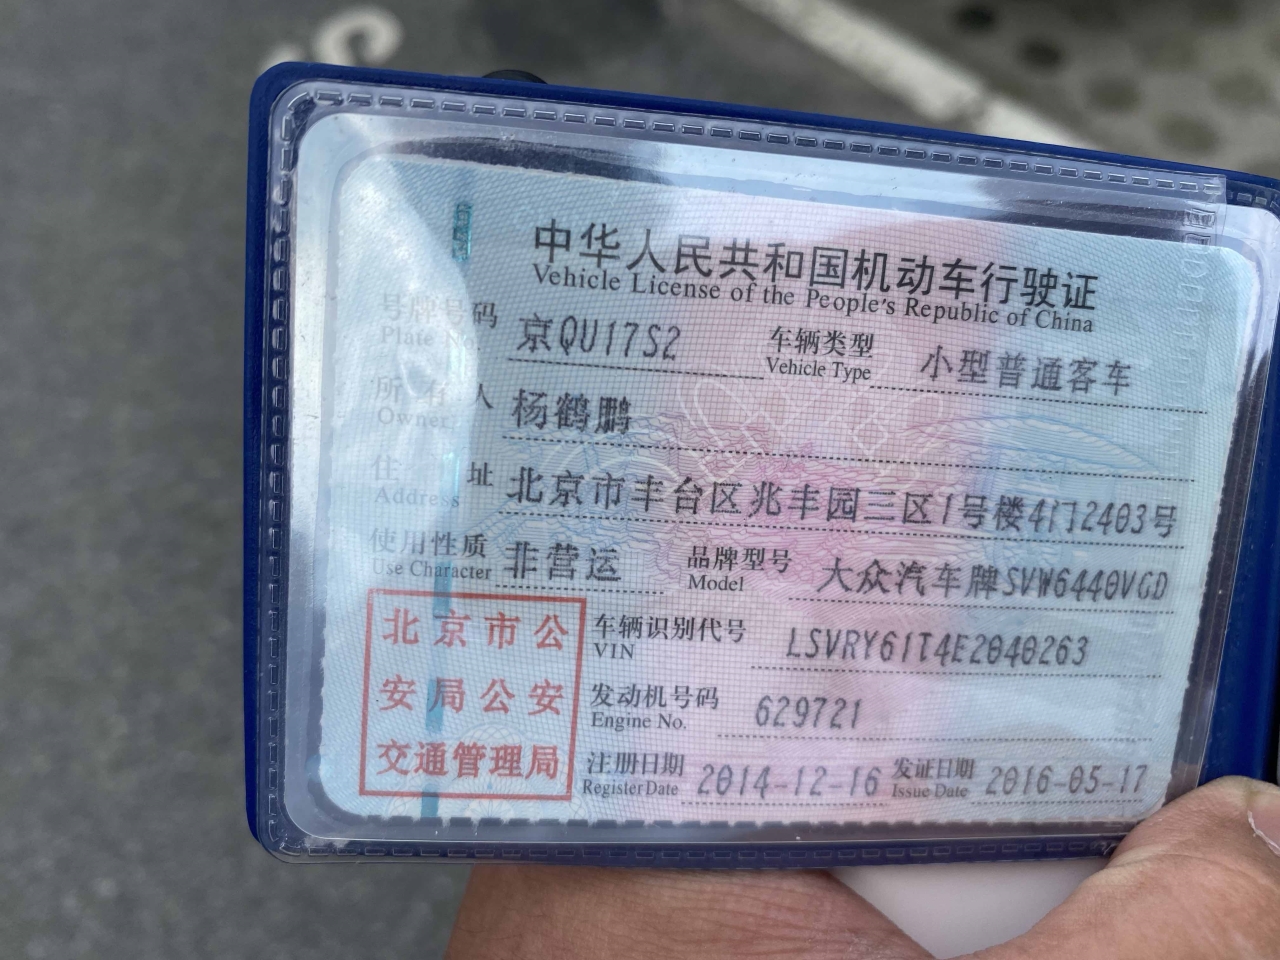 中华人民共和国机动车行驶证
Vehicle License of the People's Republic of China
号牌号码 京QU17S2 车辆类型 小型普通客车
Plate No. Vehicle Type
所有人 杨鹤鹏
Owner
住址 北京市丰台区兆丰园三区1号楼4门2403号
Address
使用性质 非营运 品牌型号 大众汽车牌SVW6440VGD
Use Character Model
北京市公
安局公安
交通管理局
车辆识别代号 LSVRY61T4E2040263
VIN
发动机号码 629721
Engine No.
注册日期 2014-12-16 发证日期 2016-05-17
Register Date Issue Date